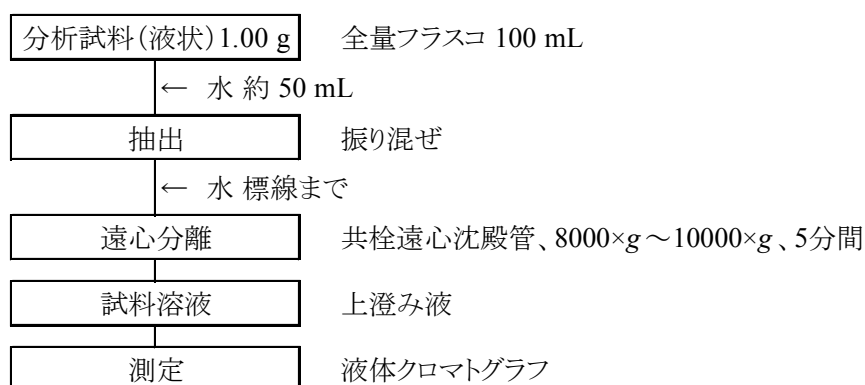 分析試料(液状)1.00 g 全量フラスコ 100 mL
← 水 約 50 mL
抽出 振り混ぜ
← 水 標線まで
遠心分離 共栓遠心沈殿管、8000×g～10000×g、5分間
試料溶液 上澄み液
測定 液体クロマトグラフ